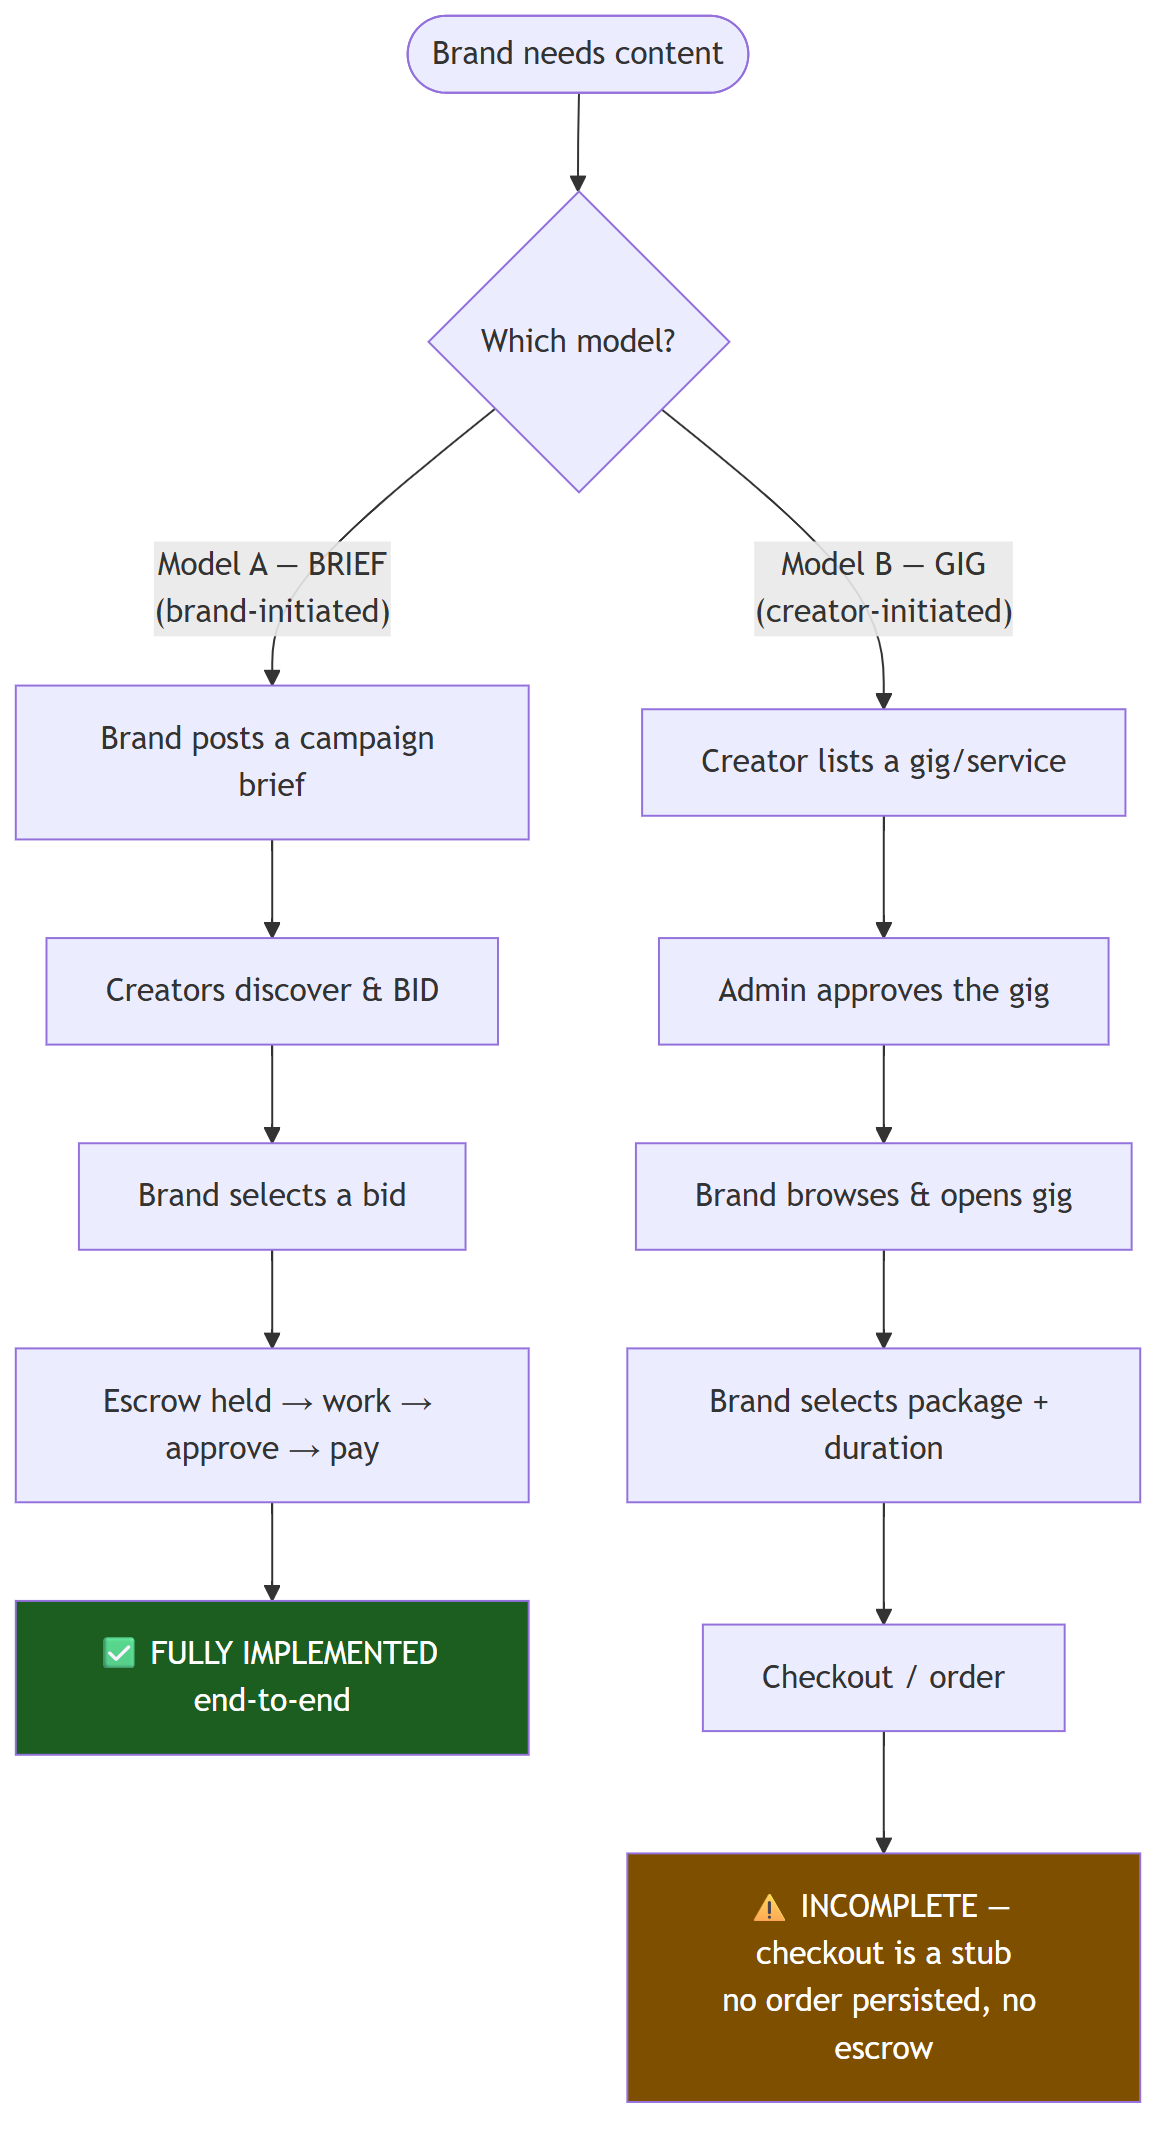 Brand needs content
Which model?
Model A — BRIEF
(brand-initiated)
Model B — GIG
(creator-initiated)
Brand posts a campaign
brief
Creator lists a gig/service
Creators discover & BID
Admin approves the gig
Brand selects a bid
Brand browses & opens gig
Escrow held → work →
approve → pay
Brand selects package +
duration
✅ FULLY IMPLEMENTED
end-to-end
Checkout / order
⚠️ INCOMPLETE —
checkout is a stub
no order persisted, no
escrow